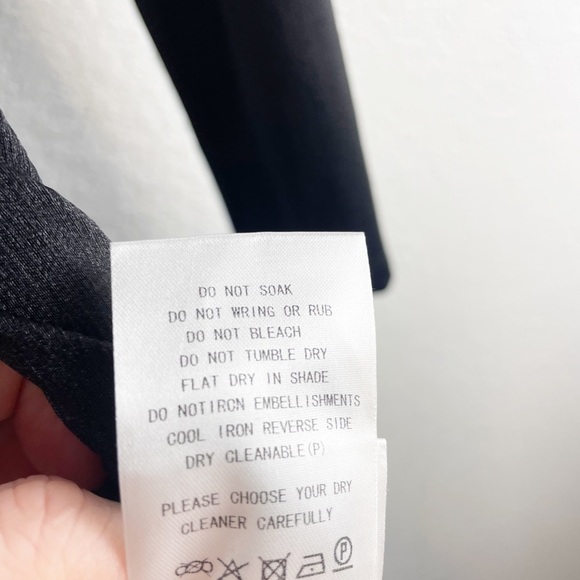 DO NOT SOAK
DO NOT WRING OR RUB
DO NOT BLEACH
DO NOT TUMBLE DRY
FLAT DRY IN SHADE
DO NOTIRON EMBELLISHMENTS
COOL IRON REVERSE SIDE
DRY CLEANABLE(P)
PLEASE CHOOSE YOUR DRY
CLEANER CAREFULLY
P